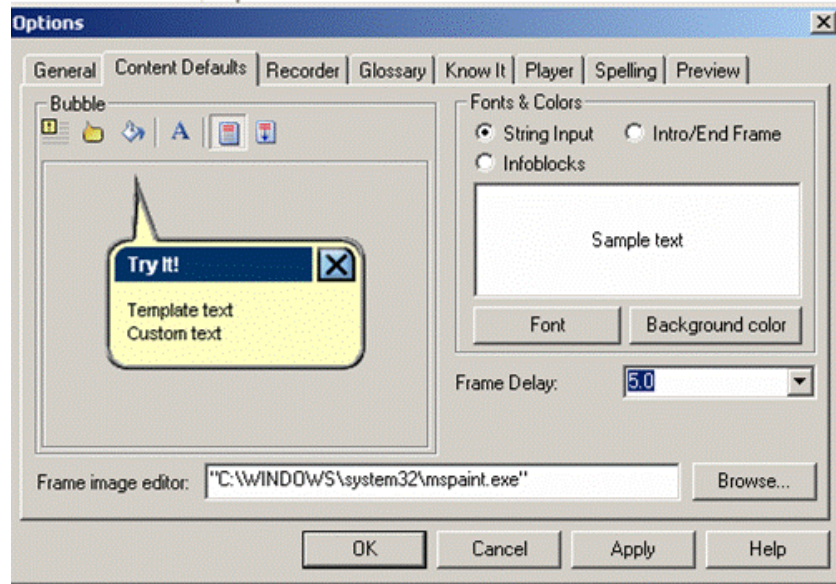 Options
General Content Defaults Recorder Glossary Know It Player Spelling Preview
Bubble
A
Try It!
Template text
Custom text
Fonts & Colors
String Input Intro/End Frame
Infoblocks
Sample text
Font Background color
Frame Delay: 5.0
Frame image editor: "C:\WINDOWS\system32\mspaint.exe" Browse...
OK Cancel Apply Help